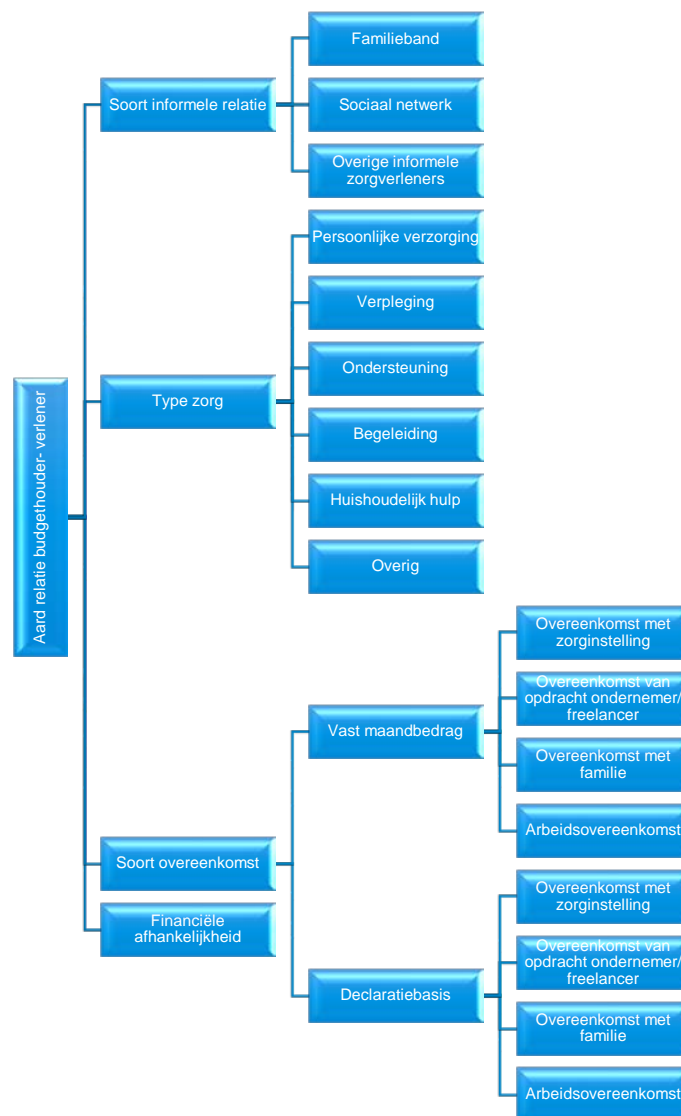 Aard relatie budgethouder- verlener
Soort informele relatie
Familieband
Sociaal netwerk
Overige informele
zorgverleners
Type zorg
Persoonlijke verzorging
Verpleging
Ondersteuning
Begeleiding
Huishoudelijk hulp
Overig
Soort overeenkomst
Vast maandbedrag
Overeenkomst met
zorginstelling
Overeenkomst van
opdracht ondernemer/
freelancer
Overeenkomst met
familie
Arbeidsovereenkomst
Declaratiebasis
Overeenkomst met
zorginstelling
Overeenkomst van
opdracht ondernemer/
freelancer
Overeenkomst met
familie
Arbeidsovereenkomst
Financiële
afhankelijkheid